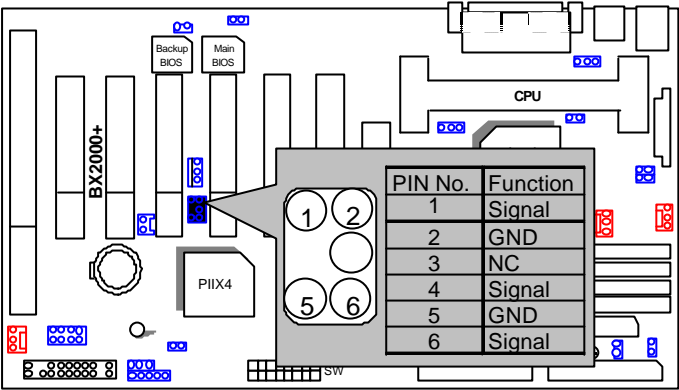 Backup
BIOS
Main
BIOS
CPU
BX2000+
PIIX4
SW
1 2
5 6
PIN No. Function
1 Signal
2 GND
3 NC
4 Signal
5 GND
6 Signal